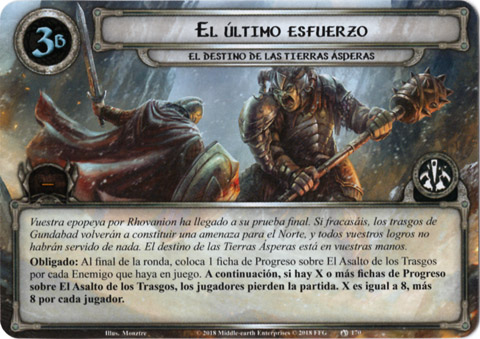 3B
El último esfuerzo
El destino de las Tierras Ásperas
Vuestra epopeya por Rhovanion ha llegado a su prueba final. Si fracasáis, los trasgos de
Gundabad volverán a constituir una amenaza para el Norte, y todos vuestros logros no
habrán servido de nada. El destino de las Tierras Ásperas está en vuestras manos.
Obligado: Al final de la ronda, coloca 1 ficha de Progreso sobre El Asalto de los Trasgos
por cada Enemigo que haya en juego. A continuación, si hay X o más fichas de Progreso
sobre El Asalto de los Trasgos, los jugadores pierden la partida. X es igual a 8, más
8 por cada jugador.
Illus. Monztre
©2018 Middle-earth Enterprises © 2018 FFG
170